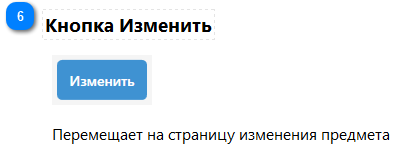 6
Кнопка Изменить
Изменить
Перемещает на страницу изменения предмета